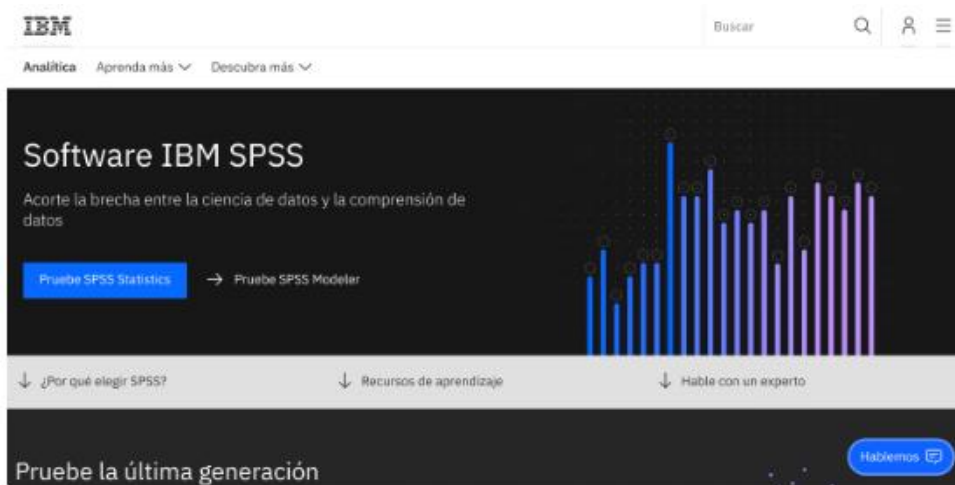 IBM
Buscar
Analítica Aprenda más Descubra más
Software IBM SPSS
Acorte la brecha entre la ciencia de datos y la comprensión de
datos
Pruebe SPSS Statistics → Pruebe SPSS Modeler
↓ ¿Por qué elegir SPSS? ↓ Recursos de aprendizaje ↓ Hable con un experto
Pruebe la última generación
Hablemos